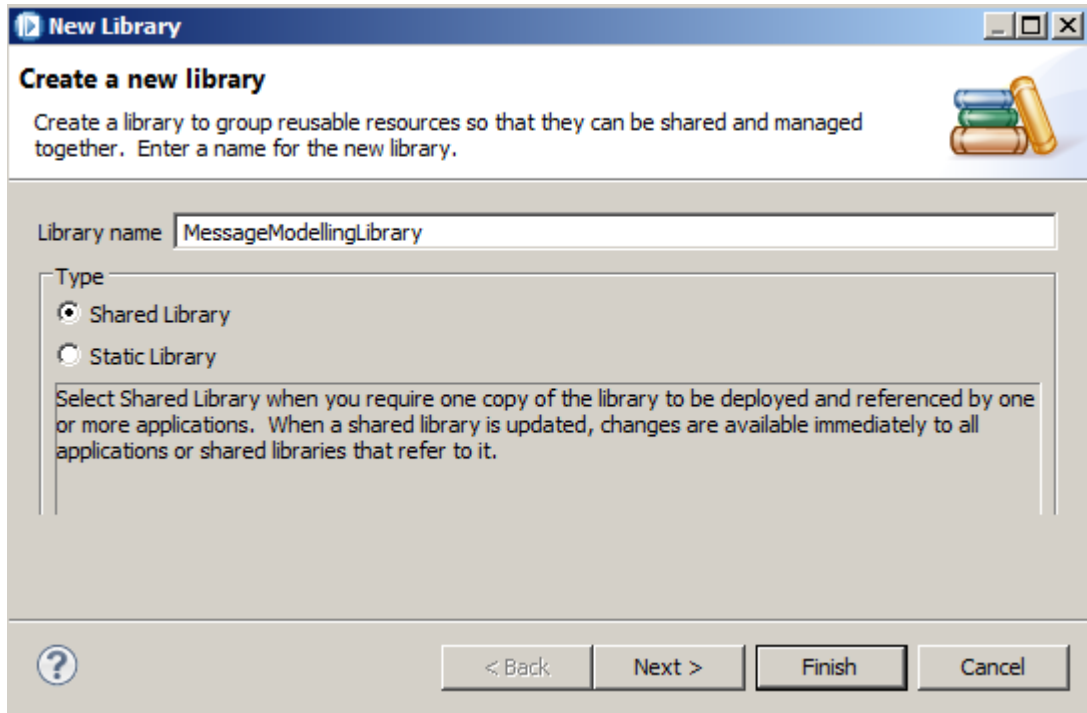 New Library
Create a new library
Create a library to group reusable resources so that they can be shared and managed
together.  Enter a name for the new library.
Library name MessageModellingLibrary
Type
Shared Library
Static Library
Select Shared Library when you require one copy of the library to be deployed and referenced by one
or more applications.  When a shared library is updated, changes are available immediately to all
applications or shared libraries that refer to it.
?
< Back Next > Finish Cancel